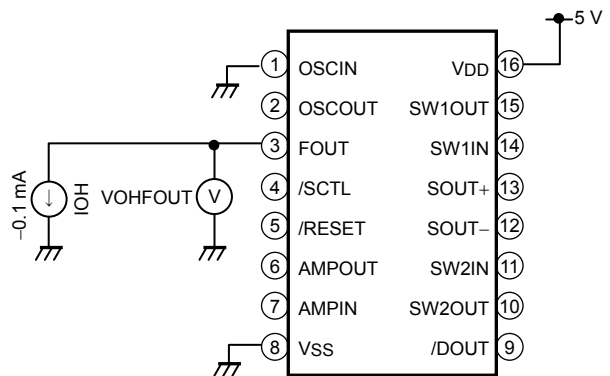 5 V
1 OSCIN VDD 16
2 OSCOUT SW1OUT 15
3 FOUT SW1IN 14
4 /SCTL SOUT+ 13
5 /RESET SOUT− 12
6 AMPOUT SW2IN 11
7 AMPIN SW2OUT 10
8 VSS /DOUT 9
−0.1 mA
IOH
VOHFOUT
V